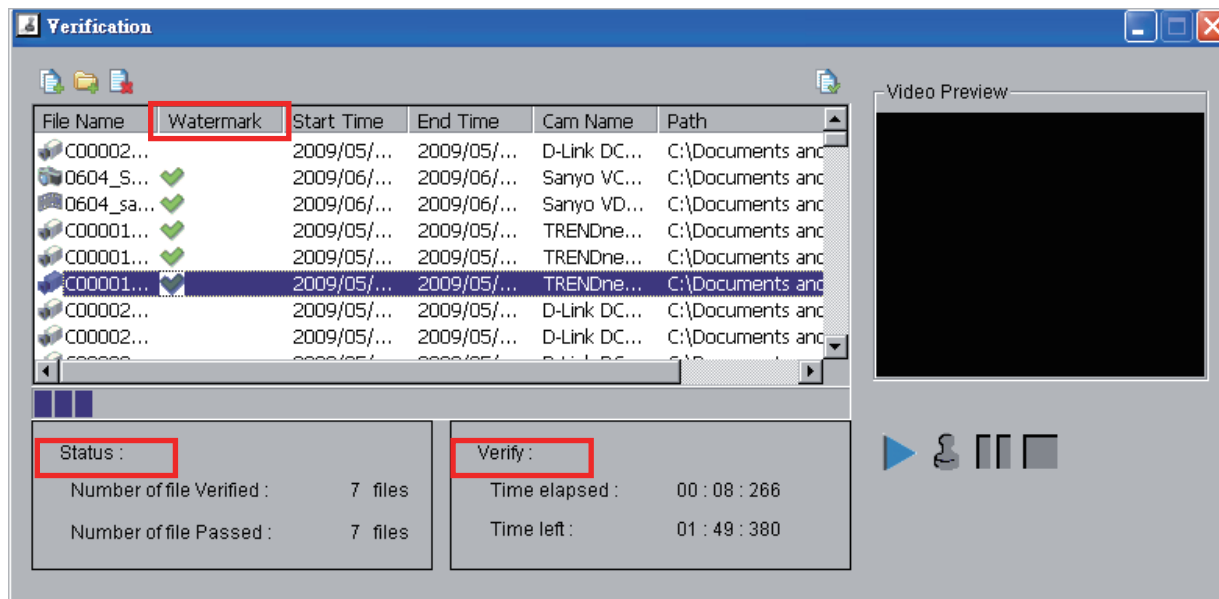 Verification
Video Preview
File Name Watermark Start Time End Time Cam Name Path
C00002... 2009/05/... 2009/05/... D-Link DC... C:\Documents and
0604_S... 2009/06/... 2009/06/... Sanyo VC... C:\Documents and
0604_sa... 2009/06/... 2009/06/... Sanyo VD... C:\Documents and
C00001... 2009/05/... 2009/05/... TRENDne... C:\Documents and
C00001... 2009/05/... 2009/05/... TRENDne... C:\Documents and
C00001... 2009/05/... 2009/05/... TRENDne... C:\Documents and
C00002... 2009/05/... 2009/05/... D-Link DC... C:\Documents and
C00002... 2009/05/... 2009/05/... D-Link DC... C:\Documents and
Status :
Number of file Verified : 7 files
Number of file Passed : 7 files
Verify :
Time elapsed : 00 : 08 : 266
Time left : 01 : 49 : 380